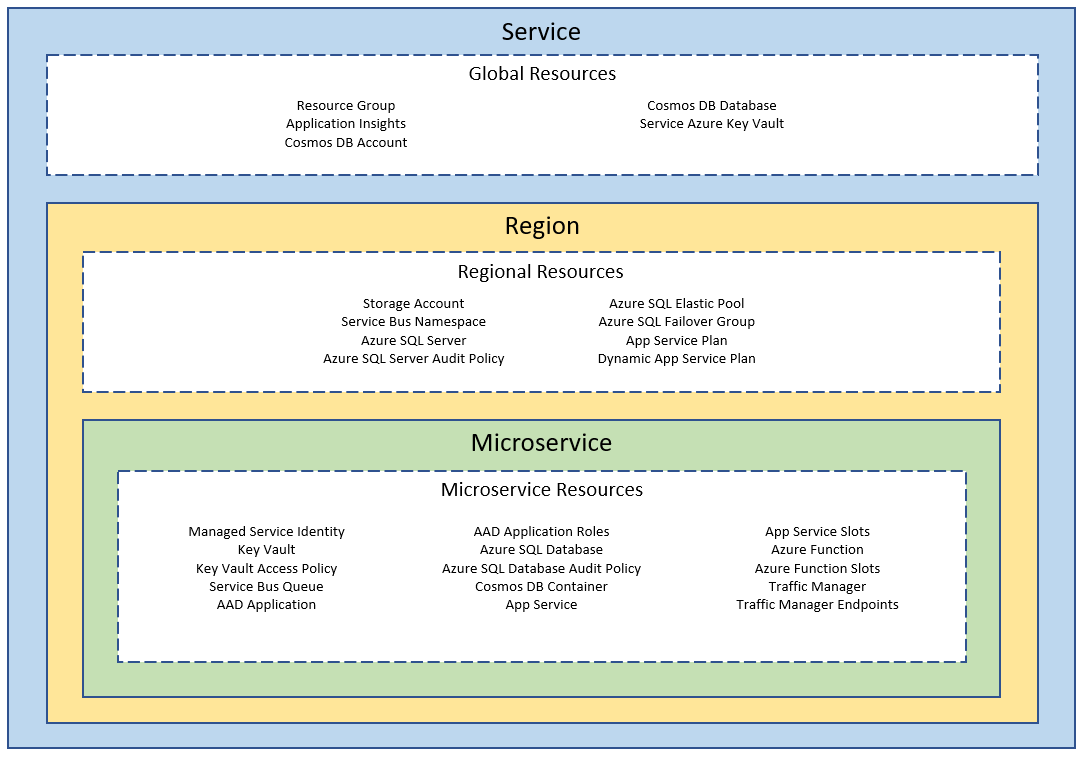 Service
Global Resources
Resource Group
Application Insights
Cosmos DB Account
Cosmos DB Database
Service Azure Key Vault
Region
Regional Resources
Storage Account
Service Bus Namespace
Azure SQL Server
Azure SQL Server Audit Policy
Azure SQL Elastic Pool
Azure SQL Failover Group
App Service Plan
Dynamic App Service Plan
Microservice
Microservice Resources
Managed Service Identity
Key Vault
Key Vault Access Policy
Service Bus Queue
AAD Application
AAD Application Roles
Azure SQL Database
Azure SQL Database Audit Policy
Cosmos DB Container
App Service
App Service Slots
Azure Function
Azure Function Slots
Traffic Manager
Traffic Manager Endpoints